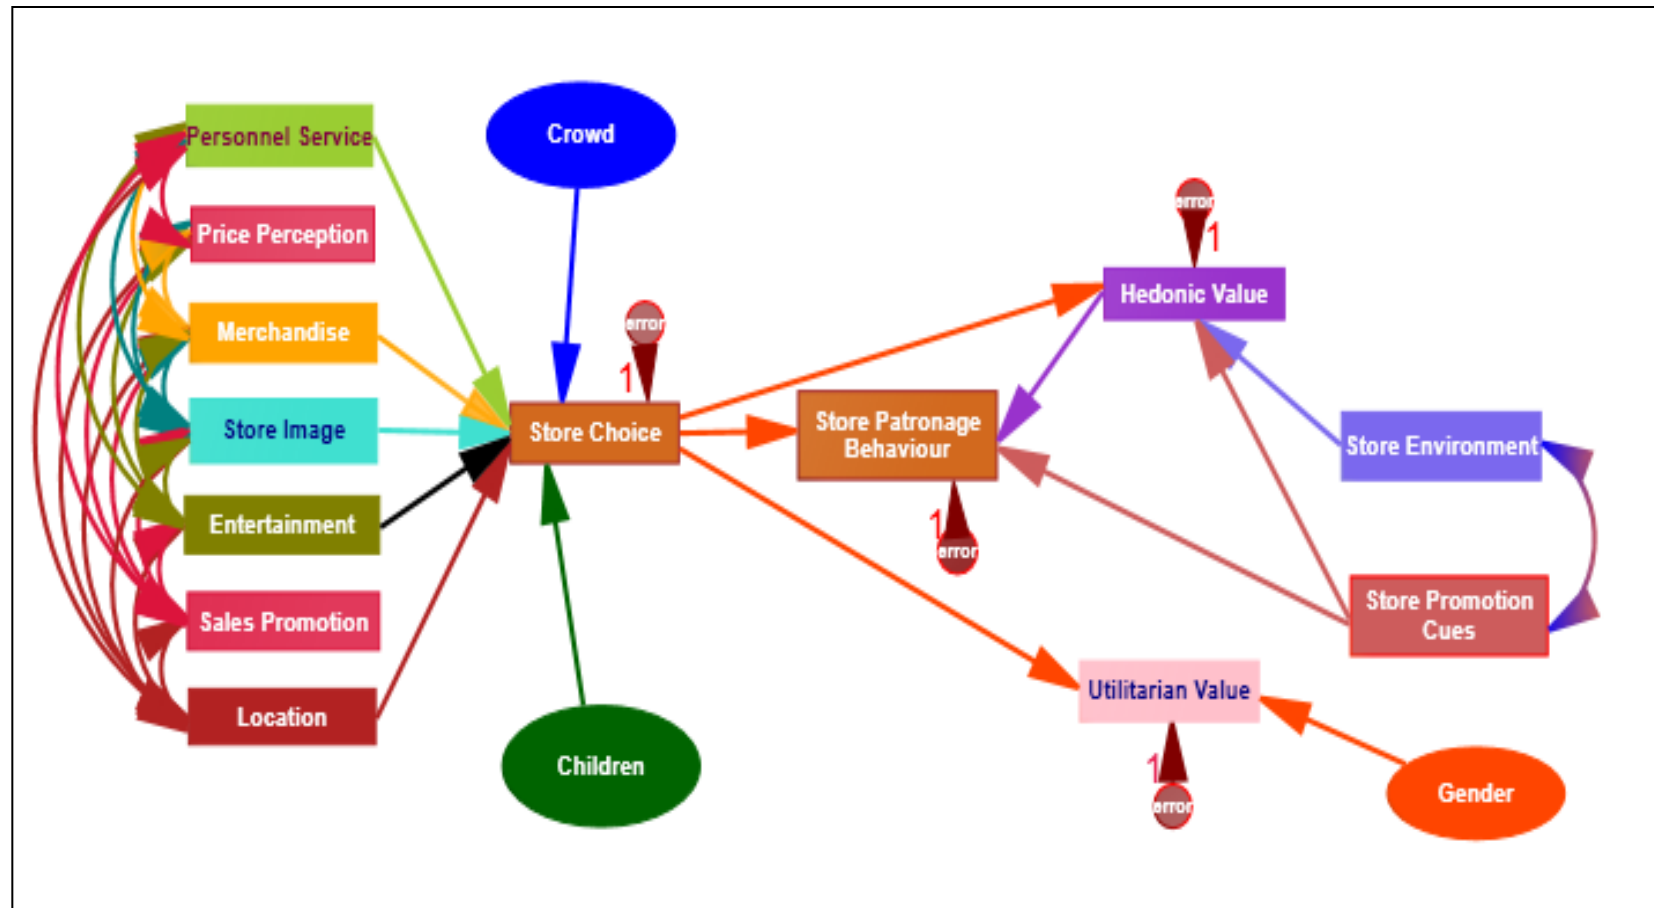 Personnel Service
Price Perception
Merchandise
Store Image
Entertainment
Sales Promotion
Location
Crowd
error
1
Store Choice
Children
Store Patronage
Behaviour
1
error
error
1
Hedonic Value
Store Environment
Store Promotion
Cues
Utilitarian Value
1
error
Gender